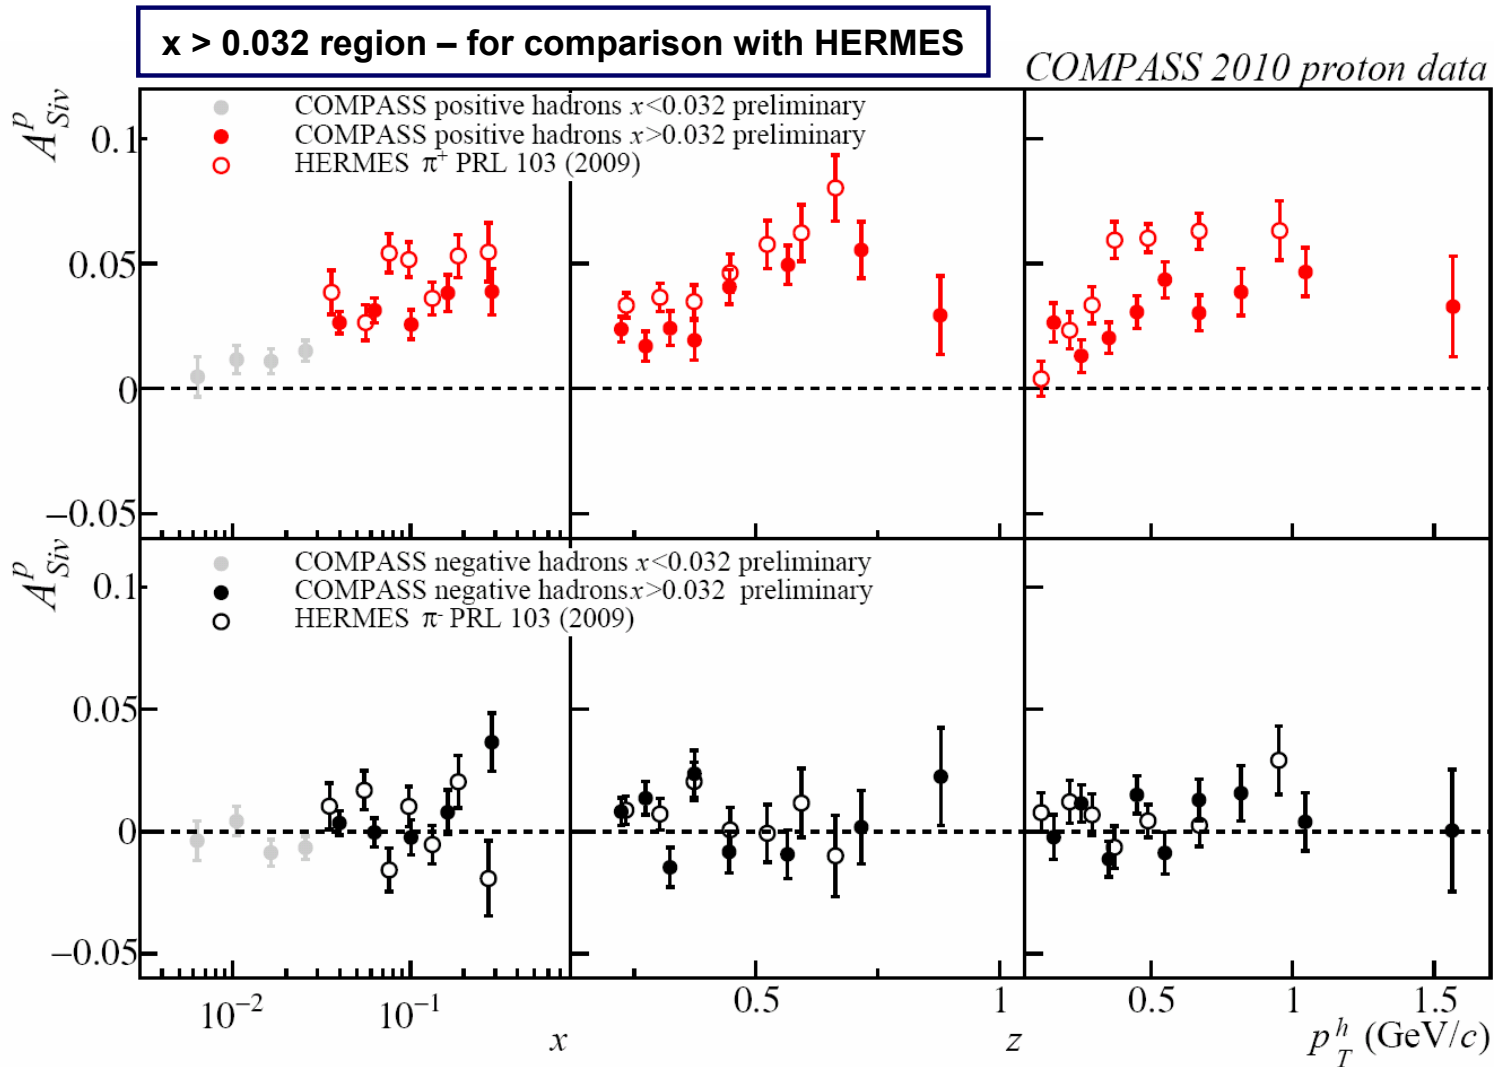 x > 0.032 region – for comparison with HERMES
COMPASS 2010 proton data
A^p_Siv
COMPASS positive hadrons x<0.032 preliminary
COMPASS positive hadrons x>0.032 preliminary
HERMES π⁺ PRL 103 (2009)
0.1
0.05
0
−0.05
A^p_Siv
COMPASS negative hadrons x<0.032 preliminary
COMPASS negative hadronsx>0.032 preliminary
HERMES π⁻ PRL 103 (2009)
0.1
0.05
0
−0.05
10⁻² 10⁻¹ 0.5 1 0.5 1 1.5
x z p_T^h (GeV/c)